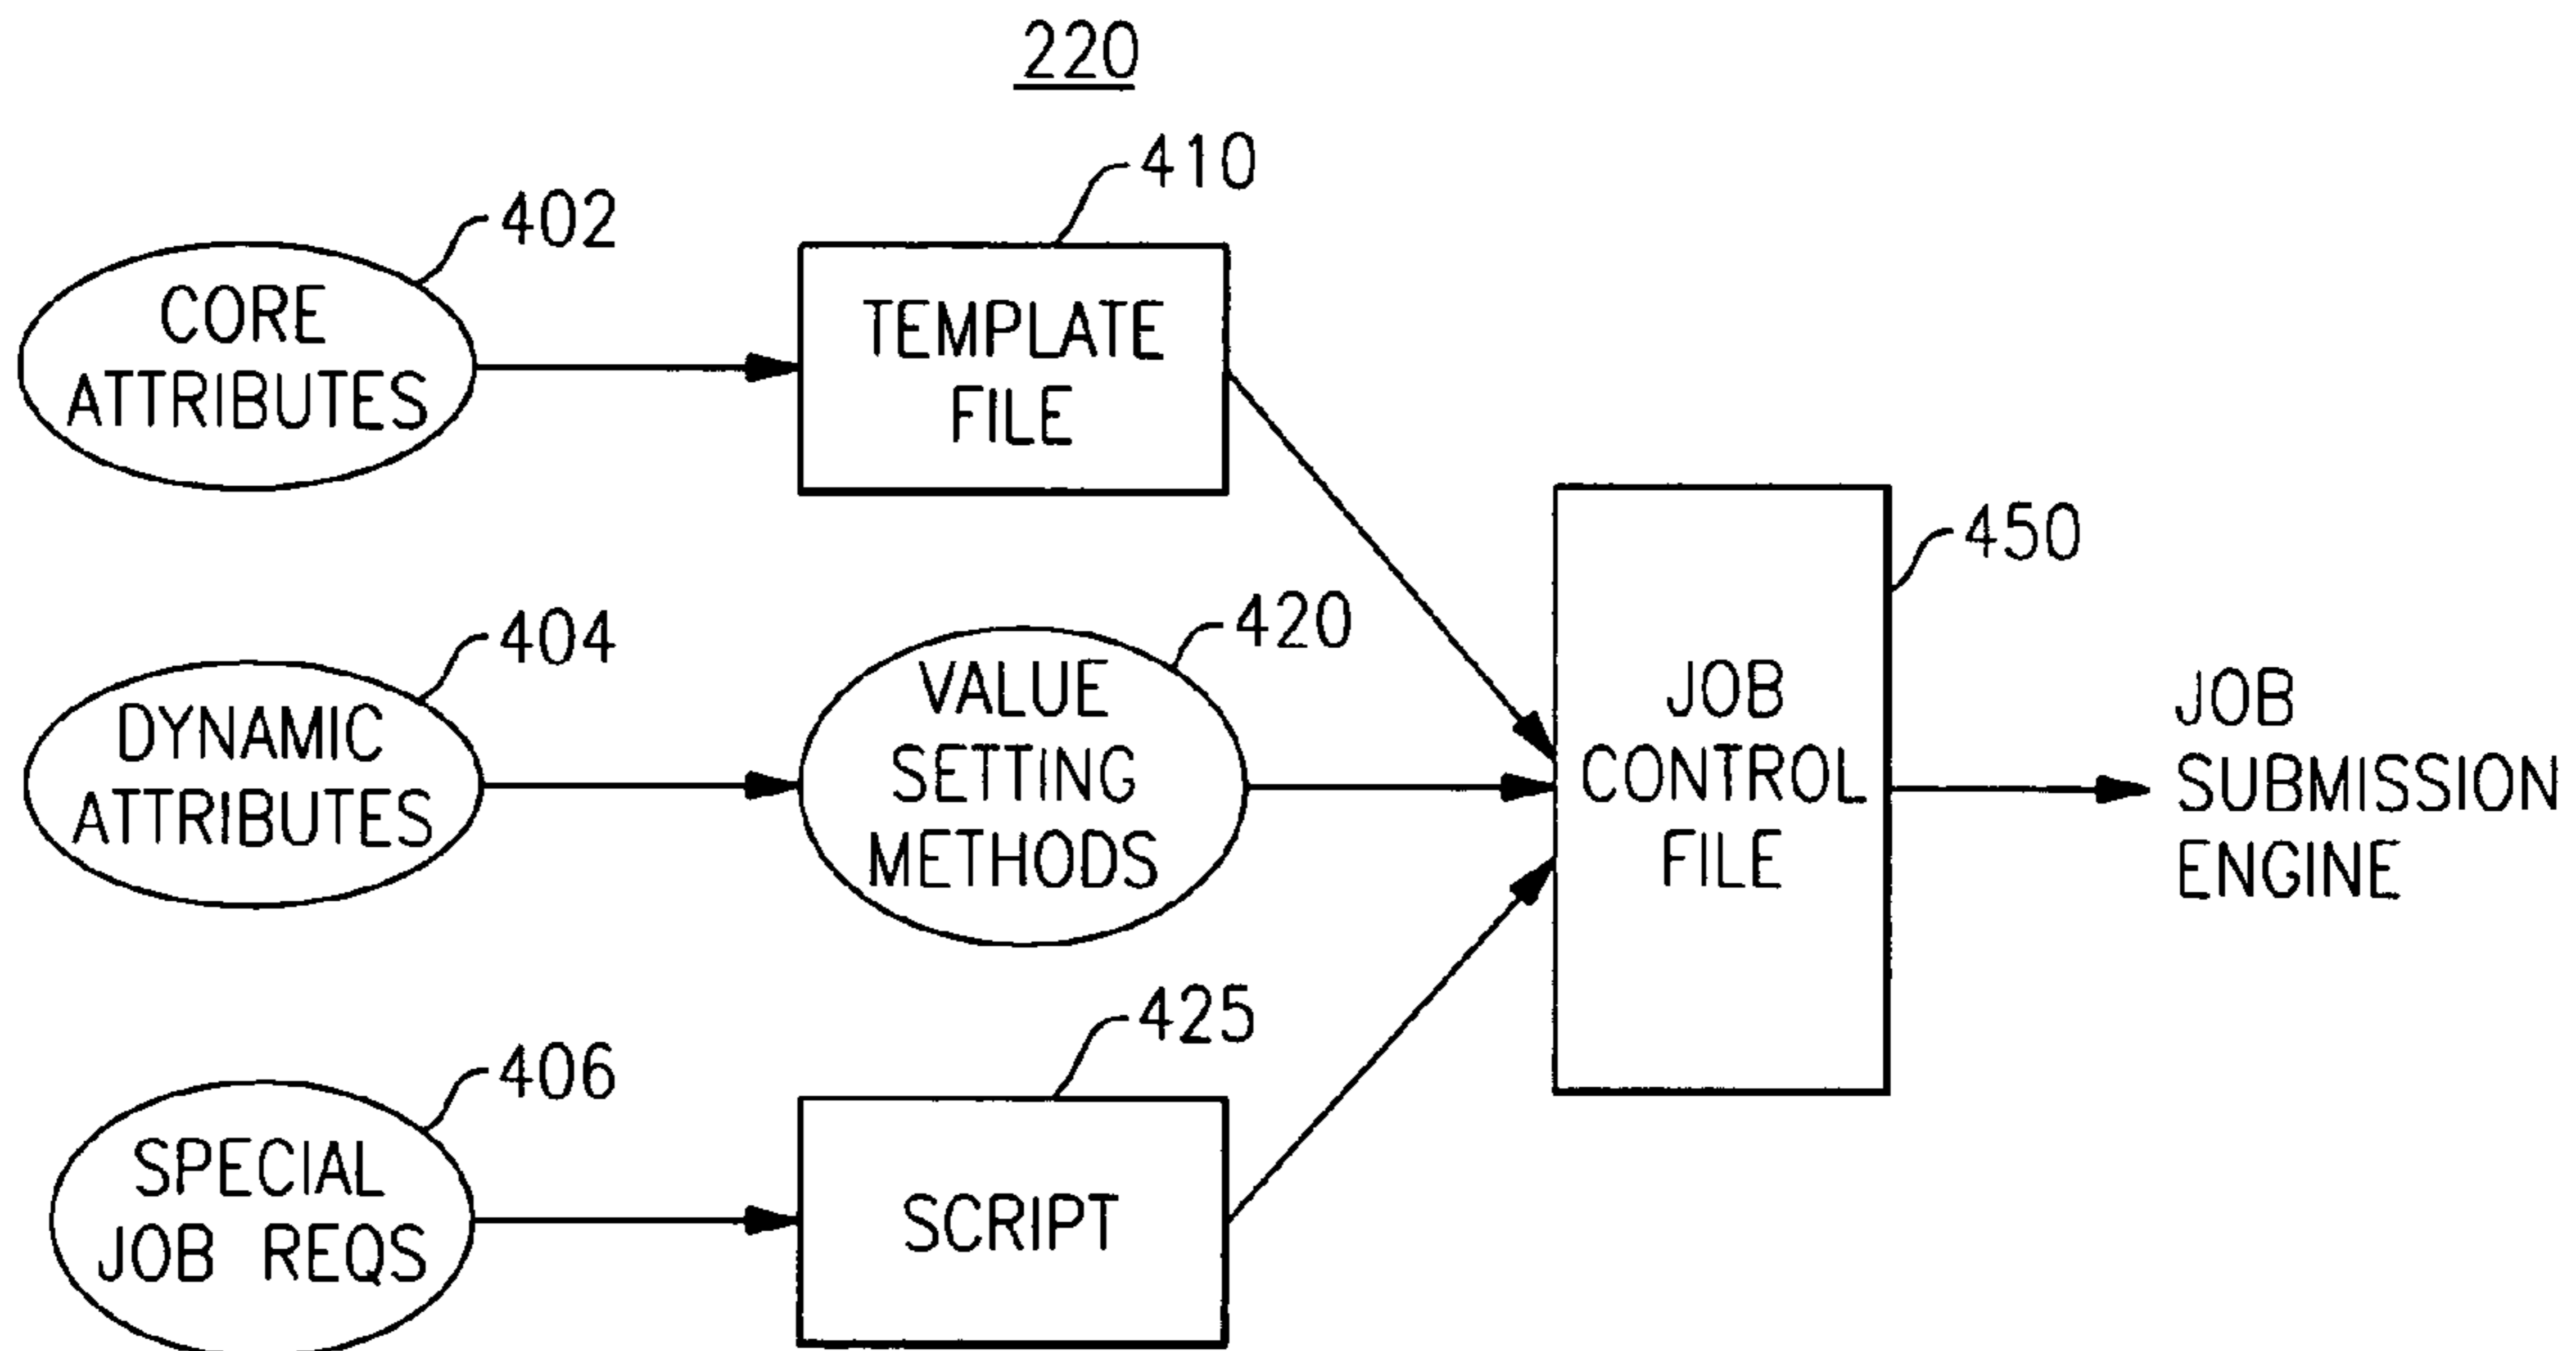 220
410
402
CORE
ATTRIBUTES
TEMPLATE
FILE
450
404
DYNAMIC
ATTRIBUTES
420
VALUE
SETTING
METHODS
JOB
CONTROL
FILE
JOB
SUBMISSION
ENGINE
406
SPECIAL
JOB REQS
425
SCRIPT